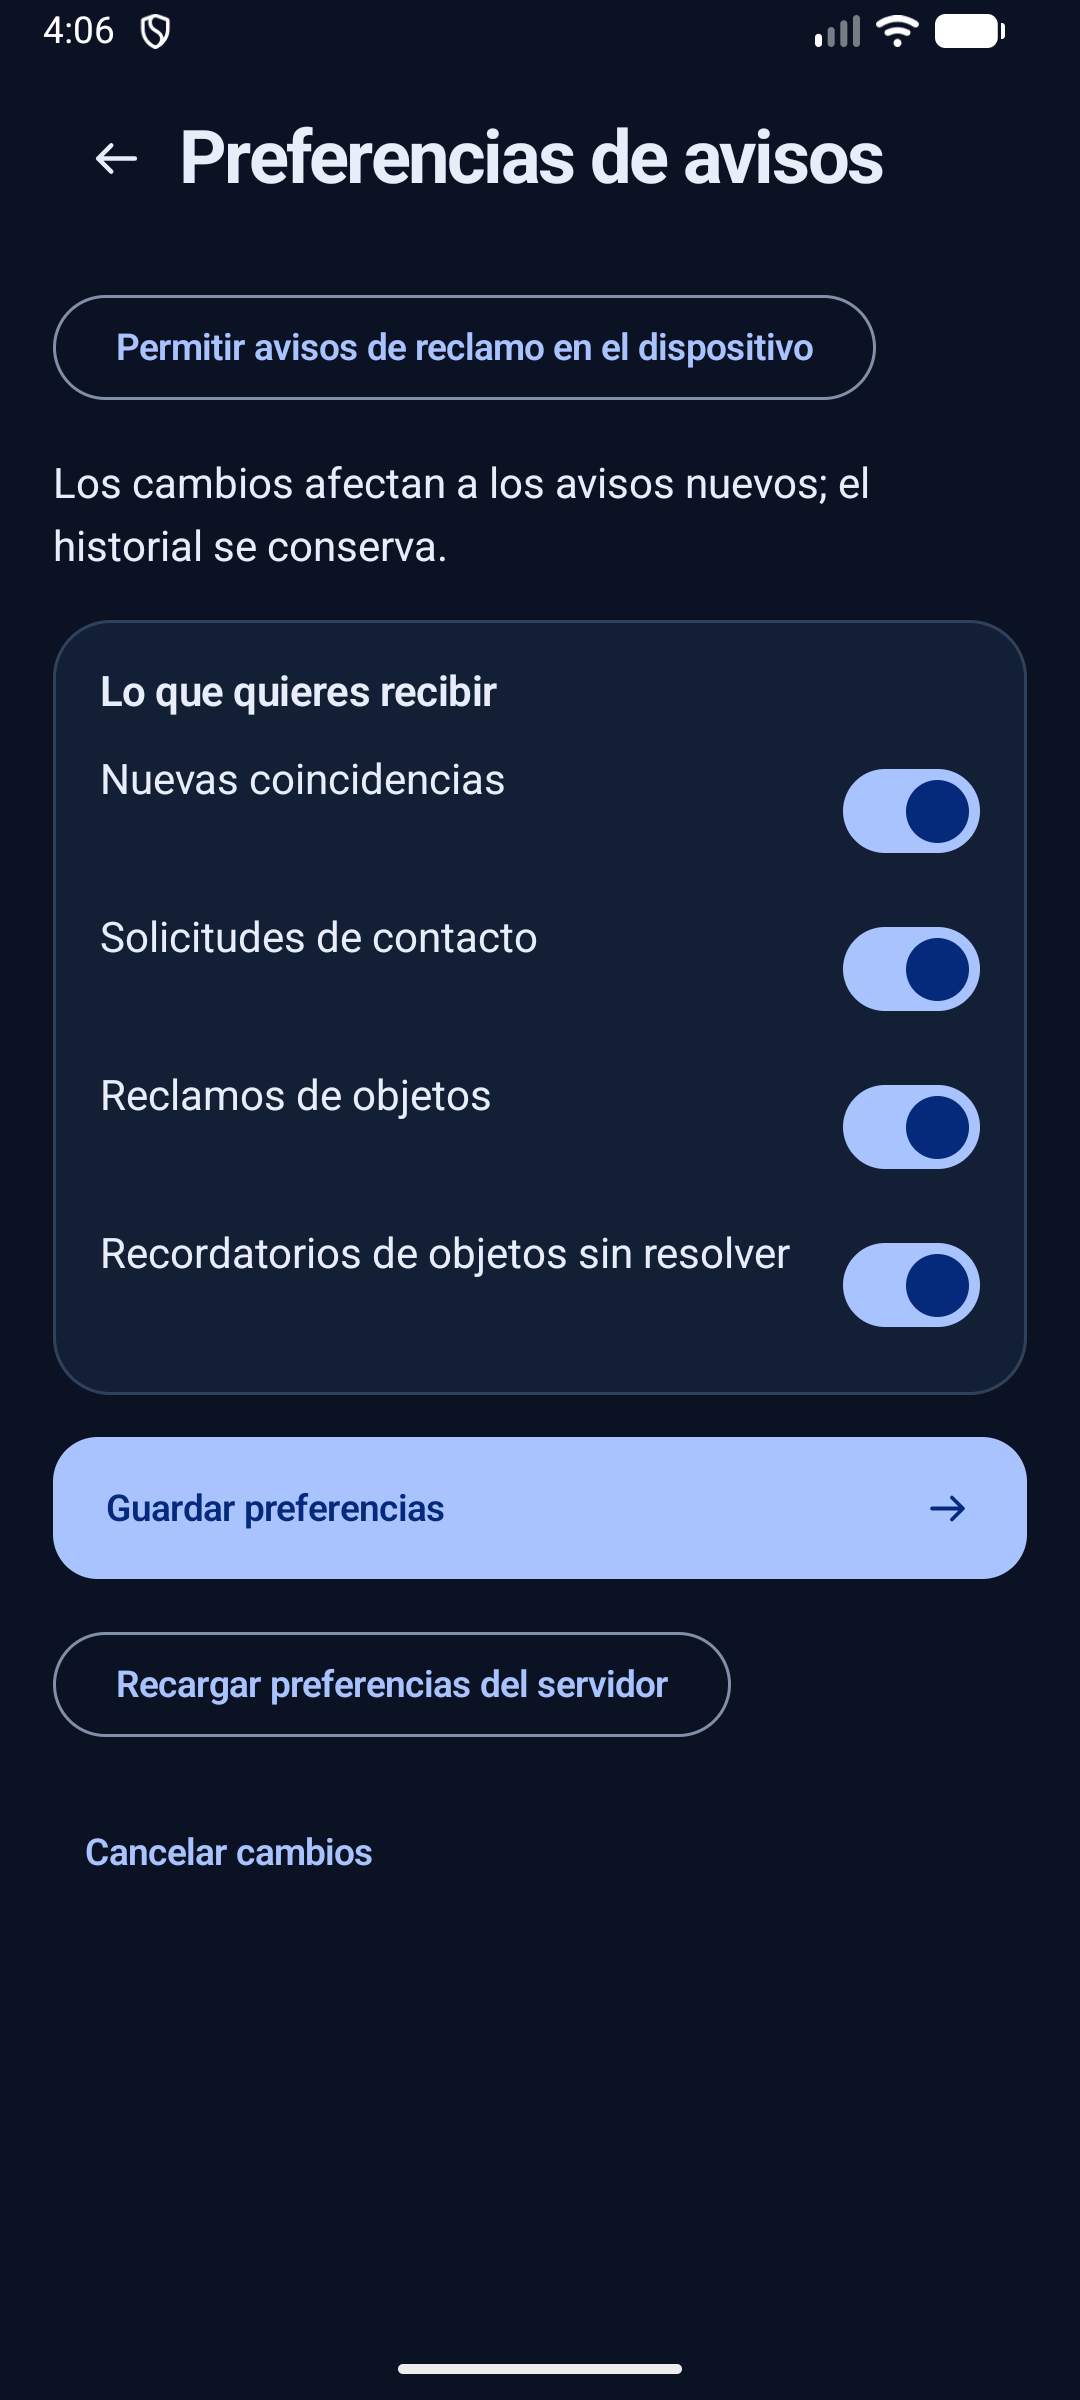 4:06
Preferencias de avisos
Permitir avisos de reclamo en el dispositivo
Los cambios afectan a los avisos nuevos; el
historial se conserva.
Lo que quieres recibir
Nuevas coincidencias
Solicitudes de contacto
Reclamos de objetos
Recordatorios de objetos sin resolver
Guardar preferencias
Recargar preferencias del servidor
Cancelar cambios